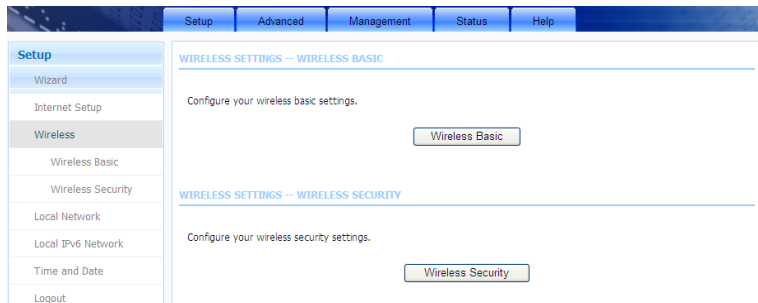 Setup Advanced Management Status Help
Setup
Wizard
Internet Setup
Wireless
Wireless Basic
Wireless Security
Local Network
Local IPv6 Network
Time and Date
Logout
WIRELESS SETTINGS -- WIRELESS BASIC
Configure your wireless basic settings.
Wireless Basic
WIRELESS SETTINGS -- WIRELESS SECURITY
Configure your wireless security settings.
Wireless Security